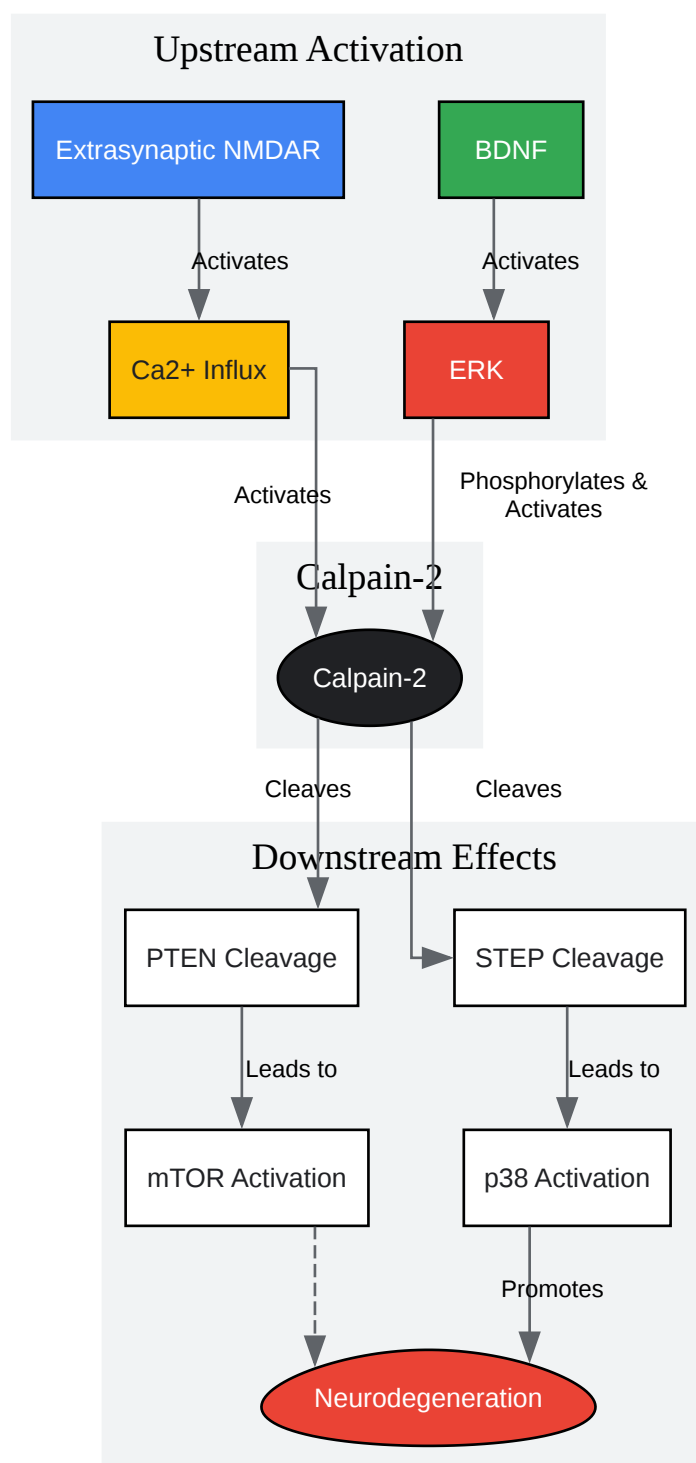 Upstream Activation
Extrasynaptic NMDAR
BDNF
Activates
Activates
Ca2+ Influx
ERK
Activates
Phosphorylates &
Activates
Calpain-2
Calpain-2
Cleaves
Cleaves
Downstream Effects
PTEN Cleavage
STEP Cleavage
Leads to
Leads to
mTOR Activation
p38 Activation
Promotes
Neurodegeneration